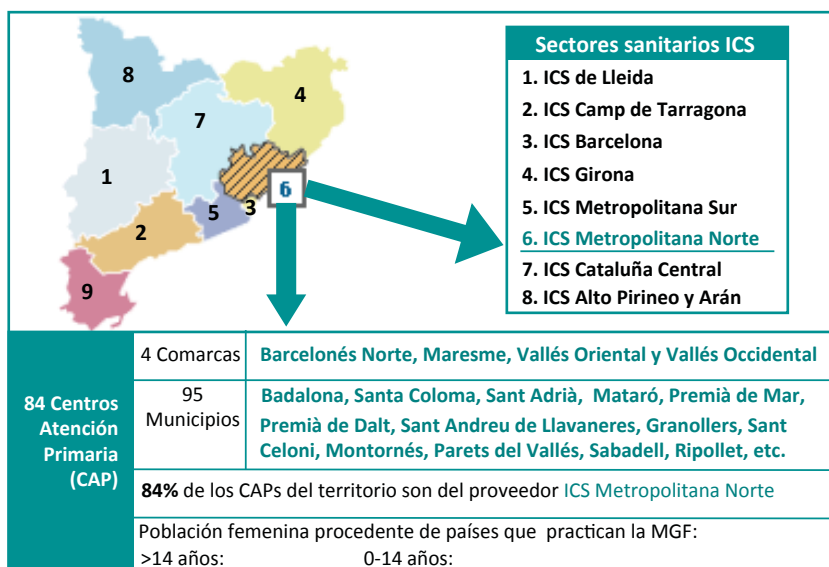 8
4
7
1
6
5
3
2
9
Sectores sanitarios ICS
1. ICS de Lleida
2. ICS Camp de Tarragona
3. ICS Barcelona
4. ICS Girona
5. ICS Metropolitana Sur
6. ICS Metropolitana Norte
7. ICS Cataluña Central
8. ICS Alto Pirineo y Arán
84 Centros
Atención
Primaria
(CAP)
4 Comarcas
Barcelonés Norte, Maresme, Vallés Oriental y Vallés Occidental
95
Municipios
Badalona, Santa Coloma, Sant Adrià, Mataró, Premià de Mar,
Premià de Dalt, Sant Andreu de Llavaneres, Granollers, Sant
Celoni, Montornés, Parets del Vallés, Sabadell, Ripollet, etc.
84% de los CAPs del territorio son del proveedor ICS Metropolitana Norte
Población femenina procedente de países que practican la MGF:
>14 años: 0-14 años: